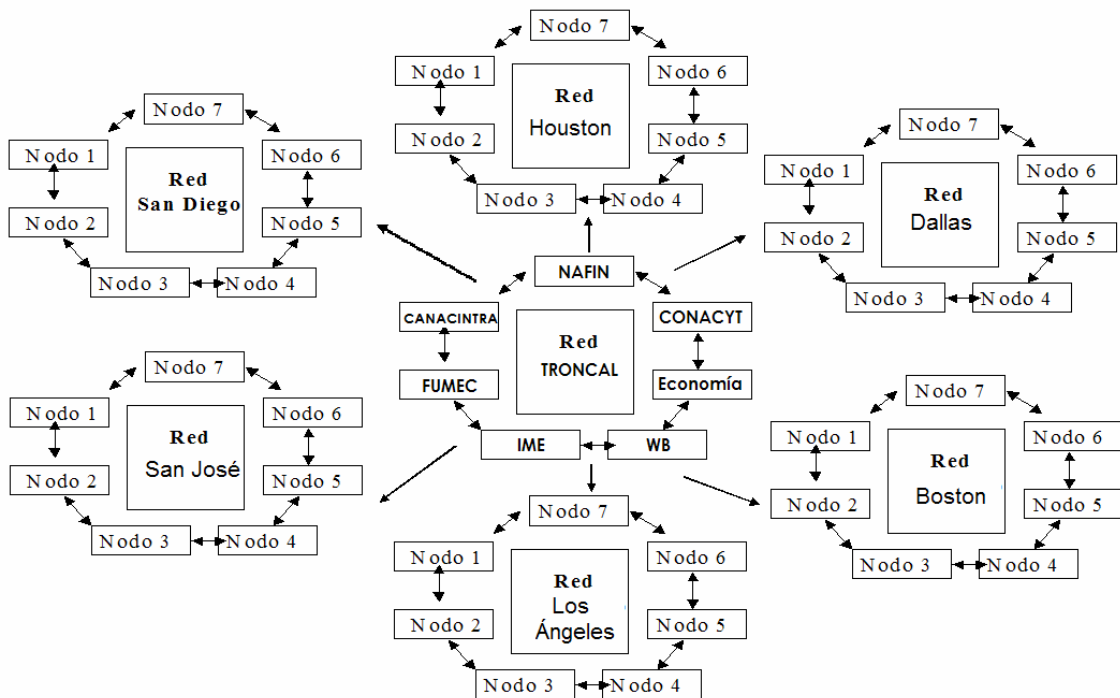 Nodo 7
Nodo 1
Nodo 6
Red
Houston
Nodo 2
Nodo 5
Nodo 3
Nodo 4
Nodo 7
Nodo 1
Nodo 6
Red
San Diego
Nodo 2
Nodo 5
Nodo 3
Nodo 4
Nodo 7
Nodo 1
Nodo 6
Red
Dallas
Nodo 2
Nodo 5
Nodo 3
Nodo 4
NAFIN
CANACINTRA
CONACYT
Red
TRONCAL
FUMEC
Economía
IME
WB
Nodo 7
Nodo 1
Nodo 6
Red
San José
Nodo 2
Nodo 5
Nodo 3
Nodo 4
Nodo 7
Nodo 1
Nodo 6
Red
Boston
Nodo 2
Nodo 5
Nodo 3
Nodo 4
Nodo 7
Nodo 1
Nodo 6
Red
Los
Ángeles
Nodo 2
Nodo 5
Nodo 3
Nodo 4